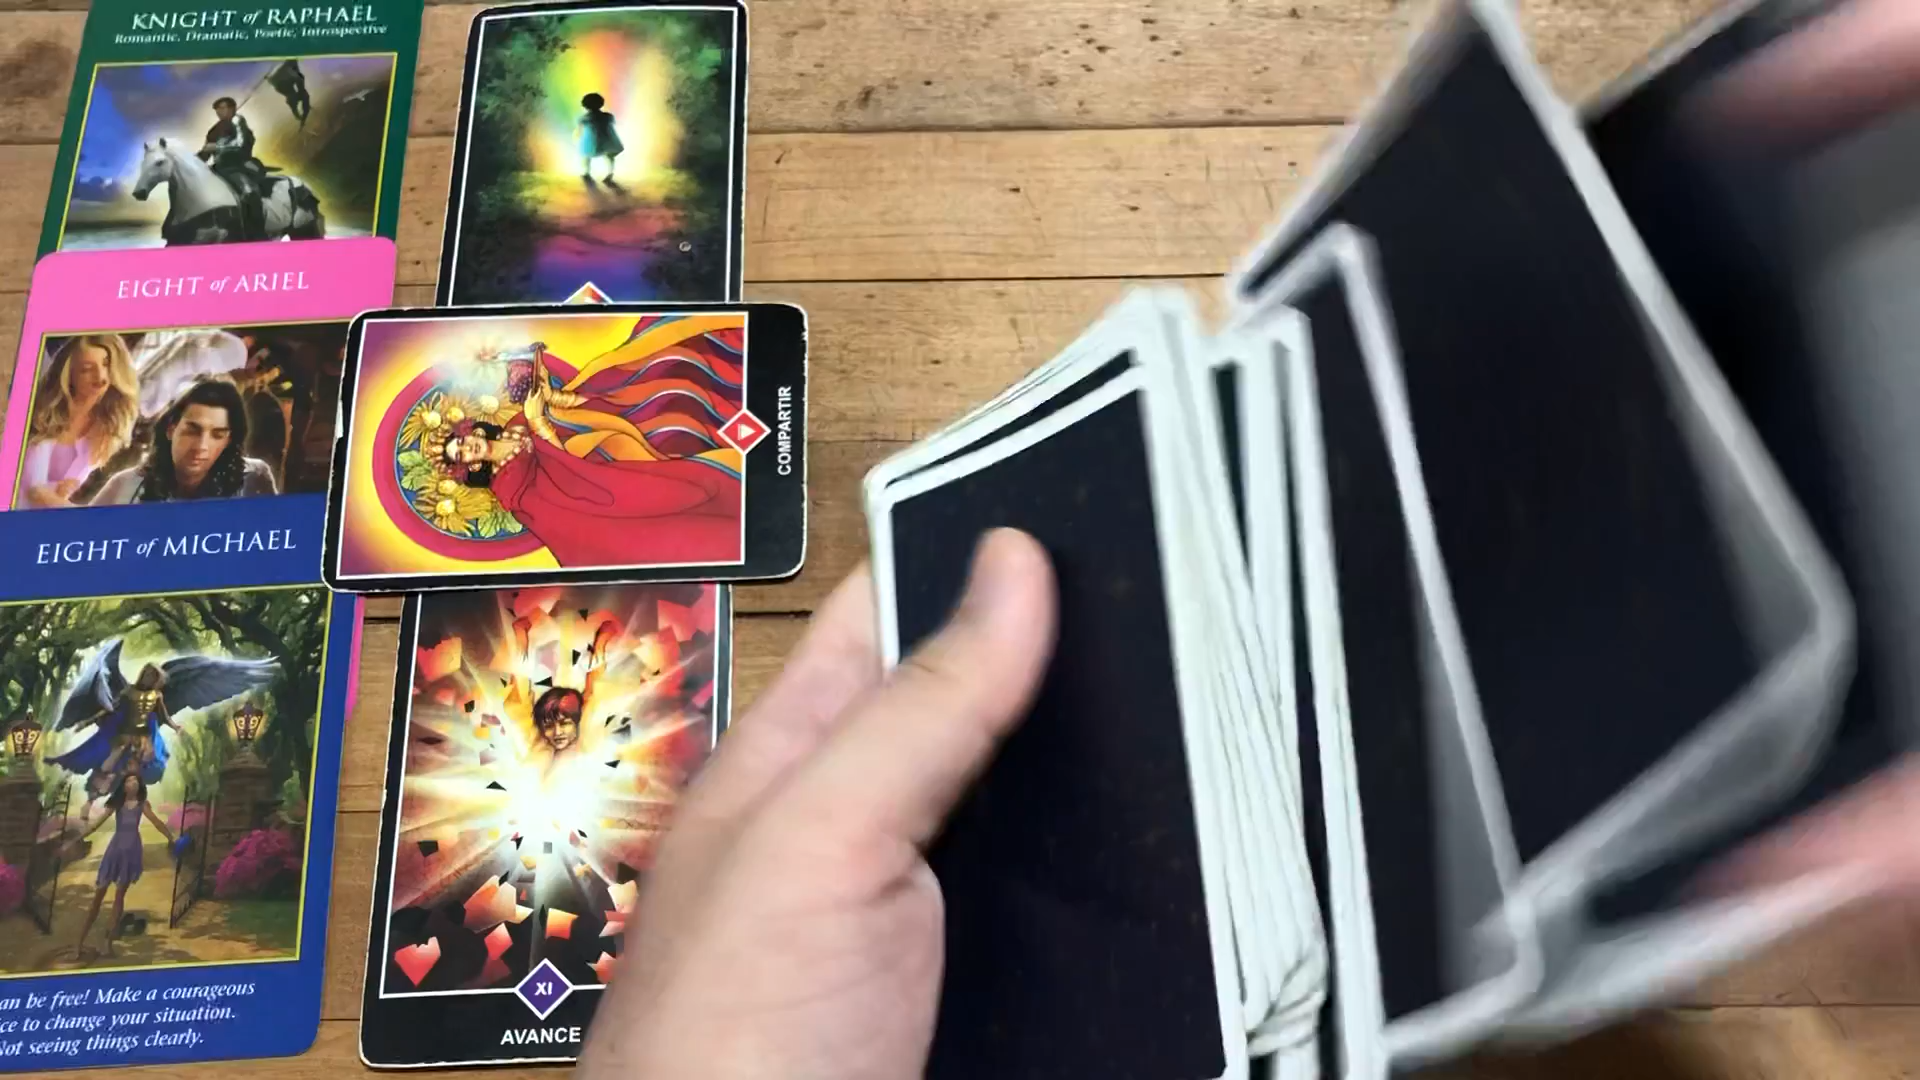 KNIGHT of RAPHAEL
Romantic, Dramatic, Poetic, Introspective
EIGHT of ARIEL
EIGHT of MICHAEL
an be free! Make a courageous
ce to change your situation.
Not seeing things clearly.
COMPARTIR
XI
AVANCE